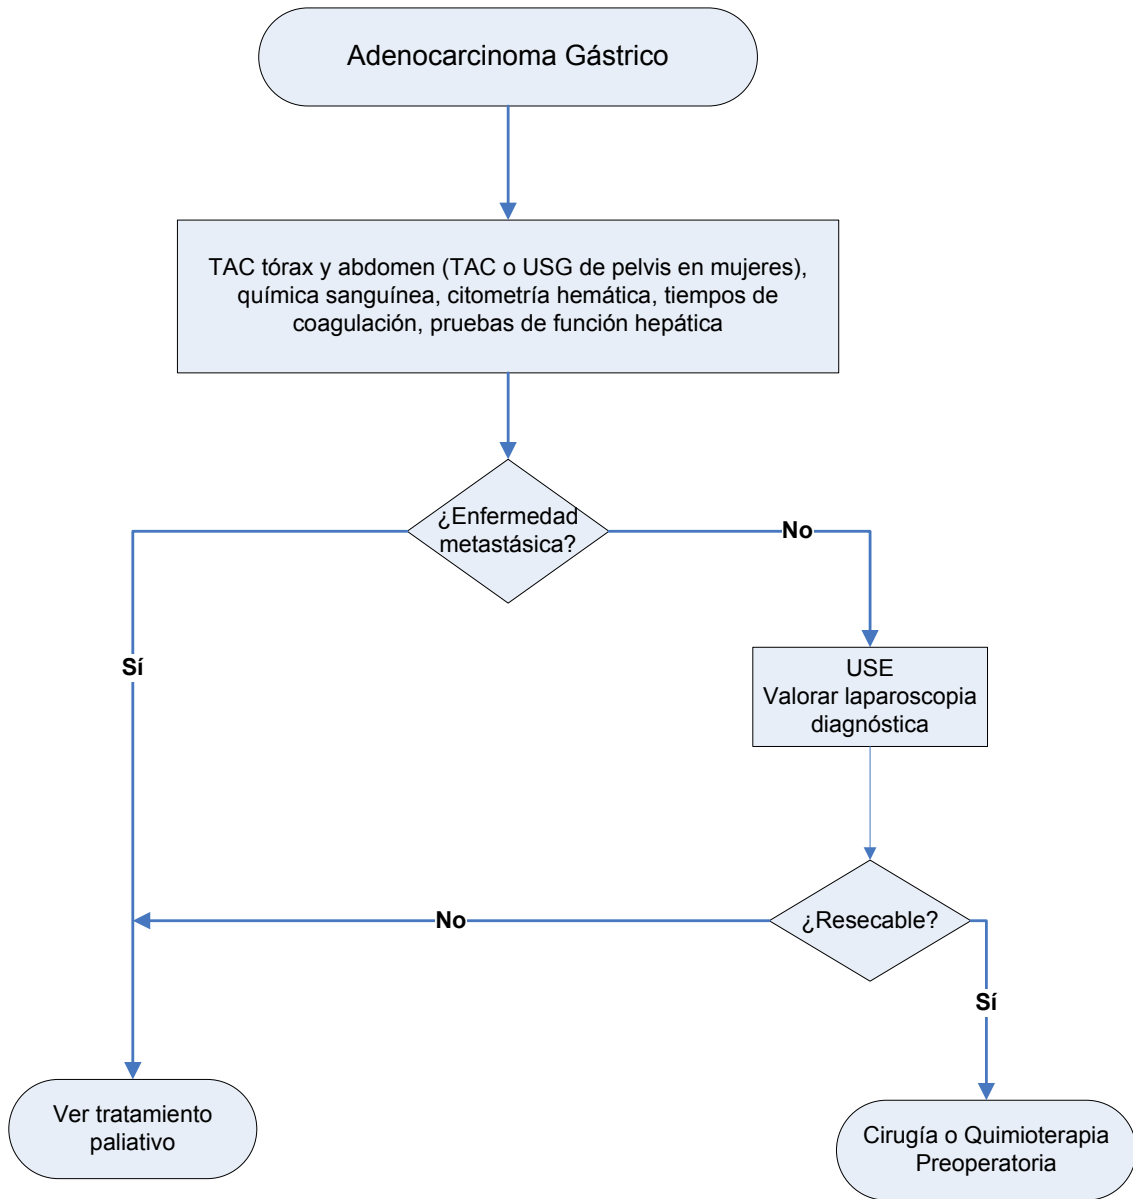 Adenocarcinoma Gástrico
TAC tórax y abdomen (TAC o USG de pelvis en mujeres),
química sanguínea, citometría hemática, tiempos de
coagulación, pruebas de función hepática
¿Enfermedad
metastásica?
No
Sí
USE
Valorar laparoscopia
diagnóstica
¿Resecable?
No
Sí
Ver tratamiento
paliativo
Cirugía o Quimioterapia
Preoperatoria